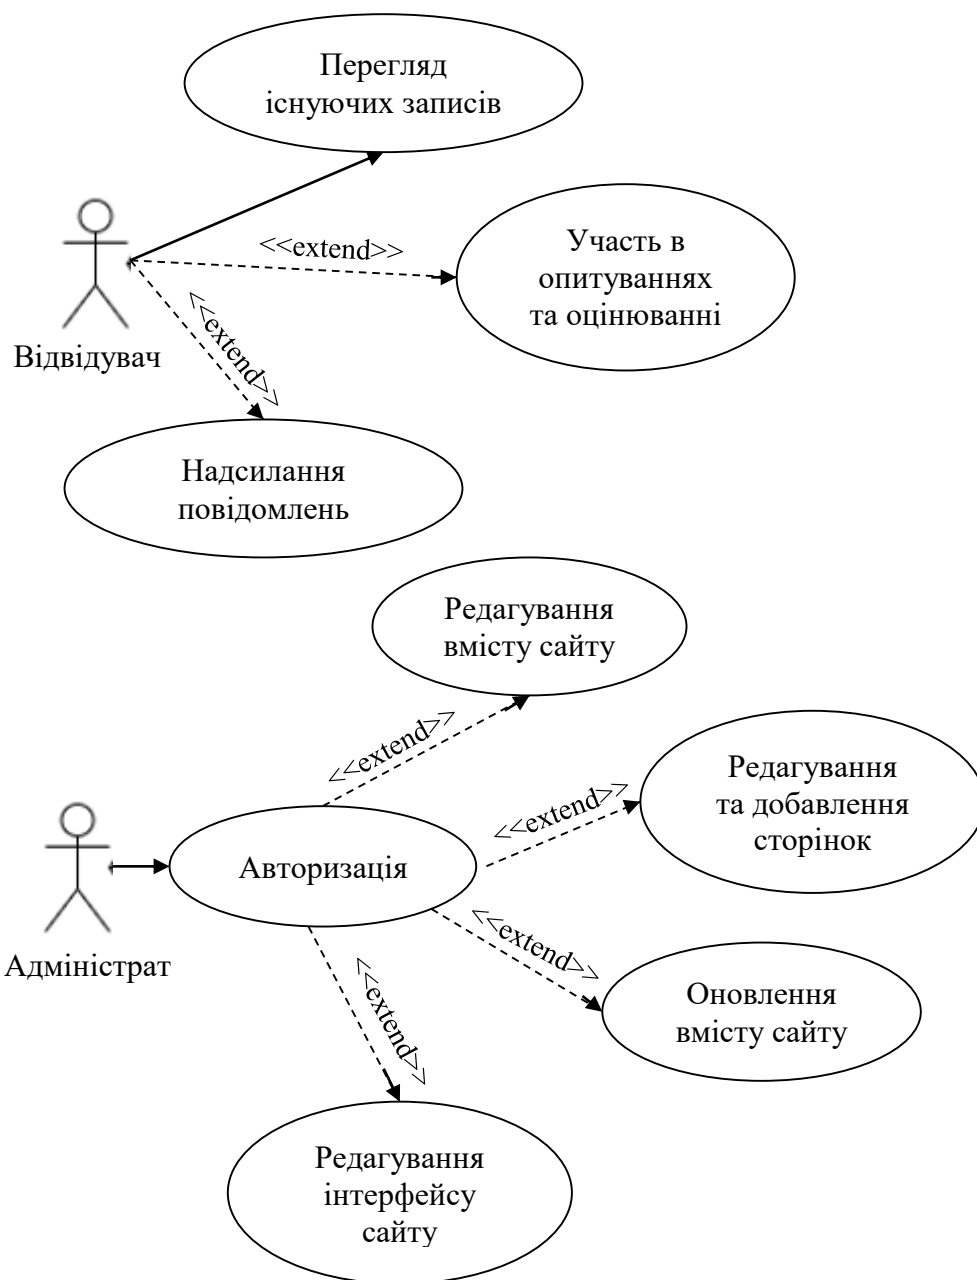 Перегляд
існуючих записів
<<extend>>
Участь в
опитуваннях
та оцінюванні
<<extend>>
Відвідувач
Надсилання
повідомлень
Редагування
вмісту сайту
<<extend>>
Редагування
та добавлення
сторінок
<<extend>>
Авторизація
Адміністрат
<<extend>>
Оновлення
вмісту сайту
<<extend>>
Редагування
інтерфейсу
сайту